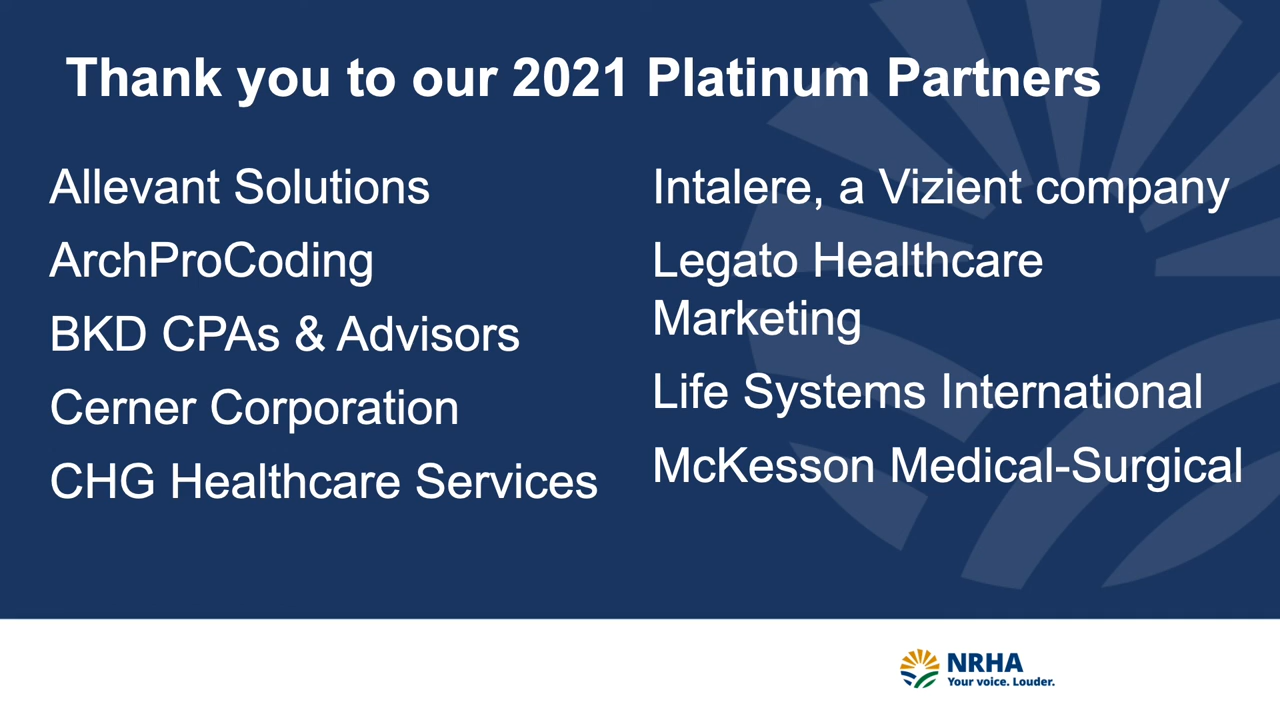 Thank you to our 2021 Platinum Partners
Allevant Solutions
ArchProCoding
BKD CPAs & Advisors
Cerner Corporation
CHG Healthcare Services
Intalere, a Vizient company
Legato Healthcare
Marketing
Life Systems International
McKesson Medical-Surgical
NRHA
Your voice. Louder.